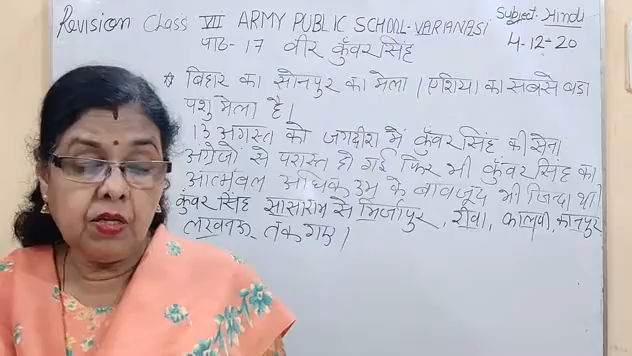 Revision Class VII ARMY PUBLIC SCHOOL-VARANASI Subject-Hindi
पाठ-17 वीर कुँवर सिंह 4-12-20
* बिहार का सोनपुर का मेला। एशिया का सबसे बड़ा
पशु मेला है।
13 अगस्त को जगदीश में कुँवर सिंह की सेना
अंग्रेजों से परास्त हो गई फिर भी कुँवर सिंह का
आत्मबल अधिक उम्र के बावजूद भी जिन्दा था।
कुंवर सिंह सासाराम से मिर्जापुर, रीवा, कालपी, कानपुर
लखनऊ तक गए।